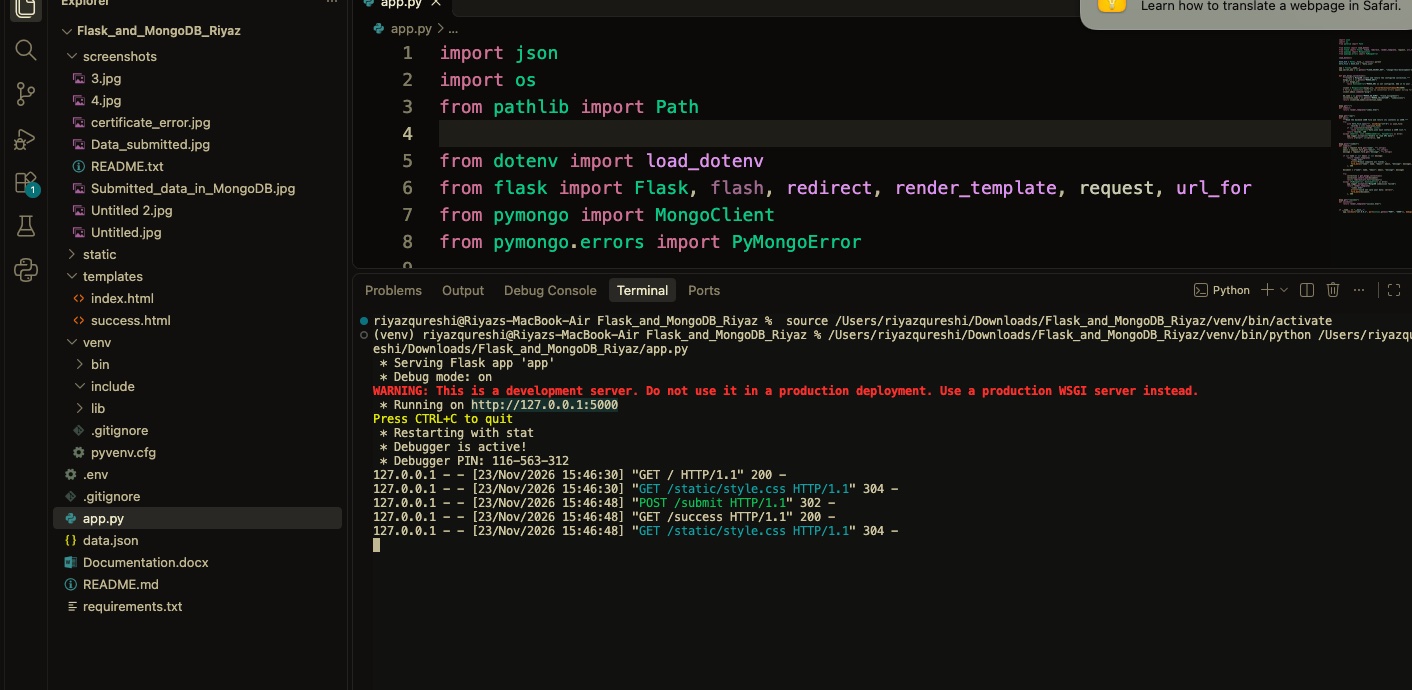 Explorer
...
Flask_and_MongoDB_Riyaz
screenshots
3.jpg
4.jpg
certificate_error.jpg
Data_submitted.jpg
README.txt
Submitted_data_in_MongoDB.jpg
Untitled 2.jpg
Untitled.jpg
static
templates
index.html
success.html
venv
bin
include
lib
.gitignore
pyvenv.cfg
.env
.gitignore
app.py
data.json
Documentation.docx
README.md
requirements.txt
1
app.py
Learn how to translate a webpage in Safari.
app.py > ...
1 import json
2 import os
3 from pathlib import Path
4
5 from dotenv import load_dotenv
6 from flask import Flask, flash, redirect, render_template, request, url_for
7 from pymongo import MongoClient
8 from pymongo.errors import PyMongoError
9
Problems Output Debug Console Terminal Ports Python
riyazqureshi@Riyazs-MacBook-Air Flask_and_MongoDB_Riyaz %  source /Users/riyazqureshi/Downloads/Flask_and_MongoDB_Riyaz/venv/bin/activate
(venv) riyazqureshi@Riyazs-MacBook-Air Flask_and_MongoDB_Riyaz % /Users/riyazqureshi/Downloads/Flask_and_MongoDB_Riyaz/venv/bin/python /Users/riyazqu
eshi/Downloads/Flask_and_MongoDB_Riyaz/app.py
* Serving Flask app 'app'
* Debug mode: on
WARNING: This is a development server. Do not use it in a production deployment. Use a production WSGI server instead.
* Running on http://127.0.0.1:5000
Press CTRL+C to quit
* Restarting with stat
* Debugger is active!
* Debugger PIN: 116-563-312
127.0.0.1 - - [23/Nov/2026 15:46:30] "GET / HTTP/1.1" 200 -
127.0.0.1 - - [23/Nov/2026 15:46:30] "GET /static/style.css HTTP/1.1" 304 -
127.0.0.1 - - [23/Nov/2026 15:46:48] "POST /submit HTTP/1.1" 302 -
127.0.0.1 - - [23/Nov/2026 15:46:48] "GET /success HTTP/1.1" 200 -
127.0.0.1 - - [23/Nov/2026 15:46:48] "GET /static/style.css HTTP/1.1" 304 -